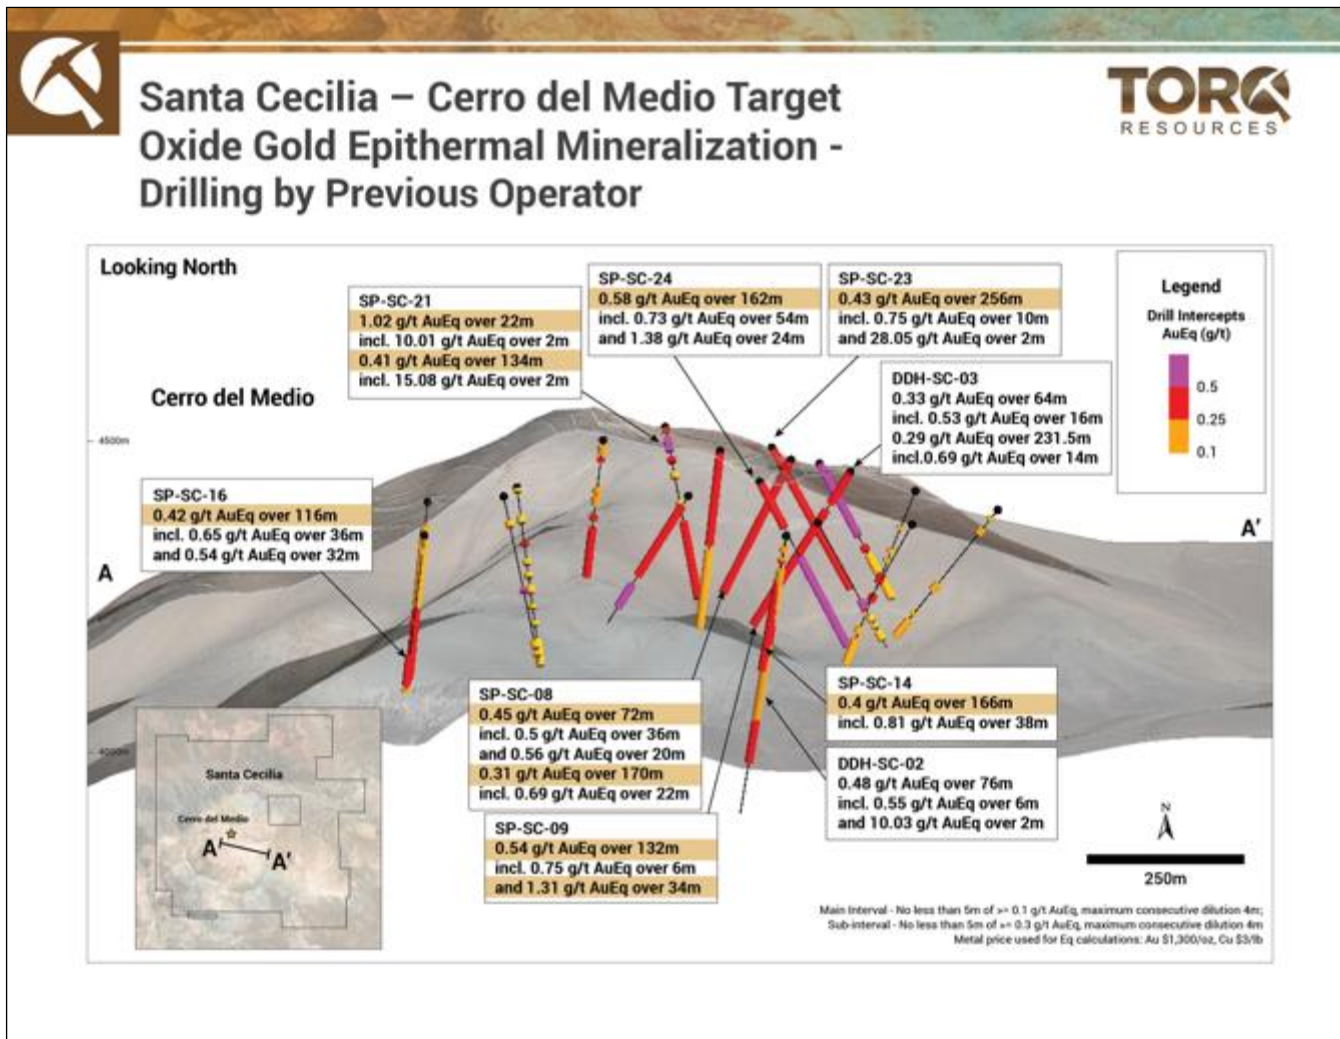 Santa Cecilia – Cerro del Medio Target
Oxide Gold Epithermal Mineralization -
Drilling by Previous Operator
TORQ
RESOURCES
Looking North
SP-SC-21
1.02 g/t AuEq over 22m
incl. 10.01 g/t AuEq over 2m
0.41 g/t AuEq over 134m
incl. 15.08 g/t AuEq over 2m
SP-SC-24
0.58 g/t AuEq over 162m
incl. 0.73 g/t AuEq over 54m
and 1.38 g/t AuEq over 24m
SP-SC-23
0.43 g/t AuEq over 256m
incl. 0.75 g/t AuEq over 10m
and 28.05 g/t AuEq over 2m
DDH-SC-03
0.33 g/t AuEq over 64m
incl. 0.53 g/t AuEq over 16m
0.29 g/t AuEq over 231.5m
incl.0.69 g/t AuEq over 14m
Legend
Drill Intercepts
AuEq (g/t)
0.5
0.25
0.1
Cerro del Medio
4500m
SP-SC-16
0.42 g/t AuEq over 116m
incl. 0.65 g/t AuEq over 36m
and 0.54 g/t AuEq over 32m
A
A'
SP-SC-08
0.45 g/t AuEq over 72m
incl. 0.5 g/t AuEq over 36m
and 0.56 g/t AuEq over 20m
0.31 g/t AuEq over 170m
incl. 0.69 g/t AuEq over 22m
SP-SC-14
0.4 g/t AuEq over 166m
incl. 0.81 g/t AuEq over 38m
DDH-SC-02
0.48 g/t AuEq over 76m
incl. 0.55 g/t AuEq over 6m
and 10.03 g/t AuEq over 2m
SP-SC-09
0.54 g/t AuEq over 132m
incl. 0.75 g/t AuEq over 6m
and 1.31 g/t AuEq over 34m
Santa Cecilia
Cerro del Medio
A
A'
N
250m
Main Interval - No less than 5m of >= 0.1 g/t AuEq, maximum consecutive dilution 4m;
Sub-interval - No less than 5m of >= 0.3 g/t AuEq, maximum consecutive dilution 4m
Metal price used for Eq calculations: Au $1,300/oz, Cu $3/lb